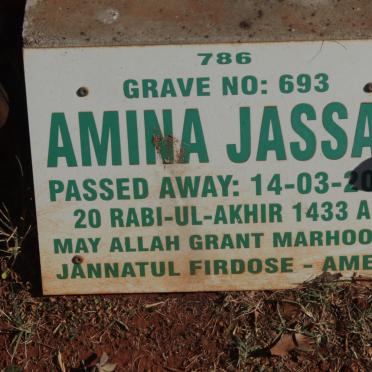 786
GRAVE NO: 693
AMINA JASSA
PASSED AWAY: 14-03-20
20 RABI-UL-AKHIR 1433 A
MAY ALLAH GRANT MARHOO
JANNATUL FIRDOSE - AME